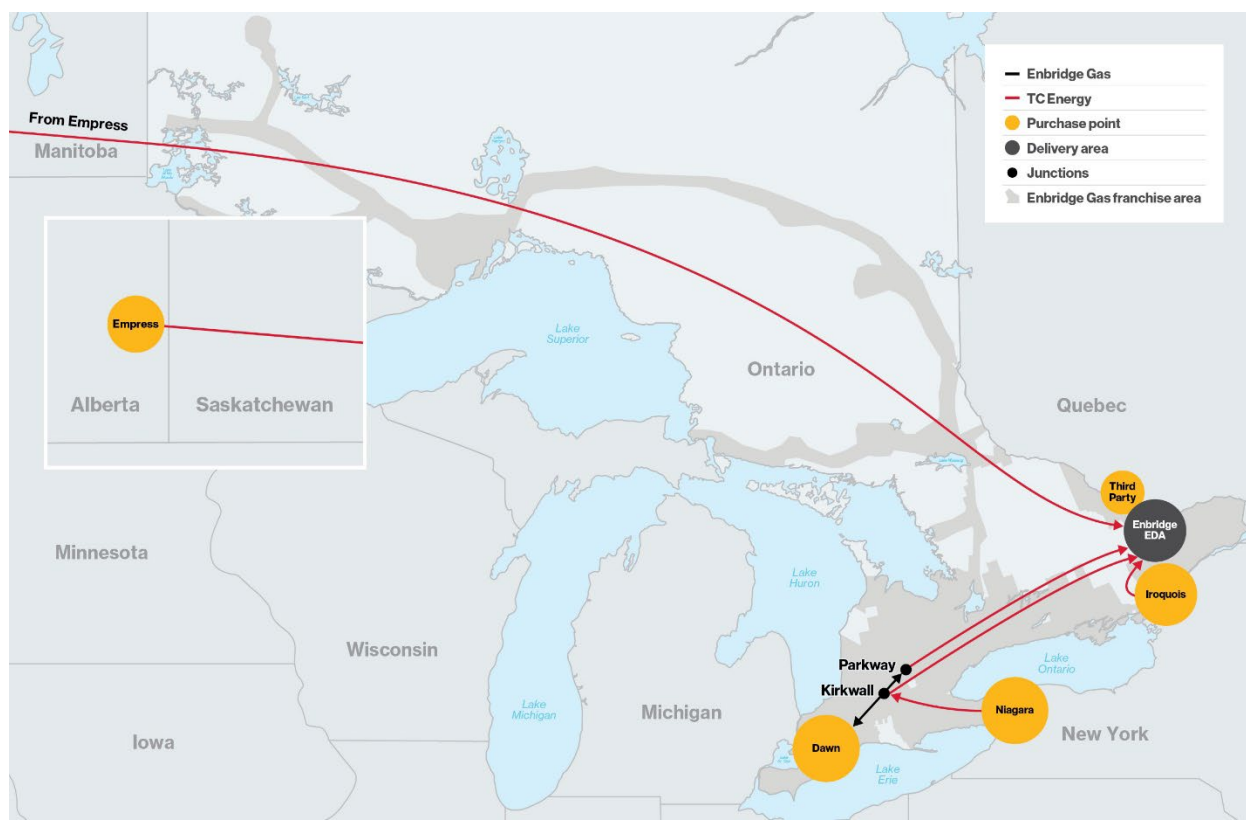 Enbridge Gas
TC Energy
Purchase point
Delivery area
Junctions
Enbridge Gas franchise area
From Empress
Manitoba
Empress
Alberta
Saskatchewan
Lake
Superior
Ontario
Quebec
Third
Party
Enbridge
EDA
Iroquois
Minnesota
Lake
Huron
Wisconsin
Parkway
Kirkwall
Lake
Ontario
Lake
Michigan
Michigan
Niagara
New York
Iowa
Dawn
Lake
Erie